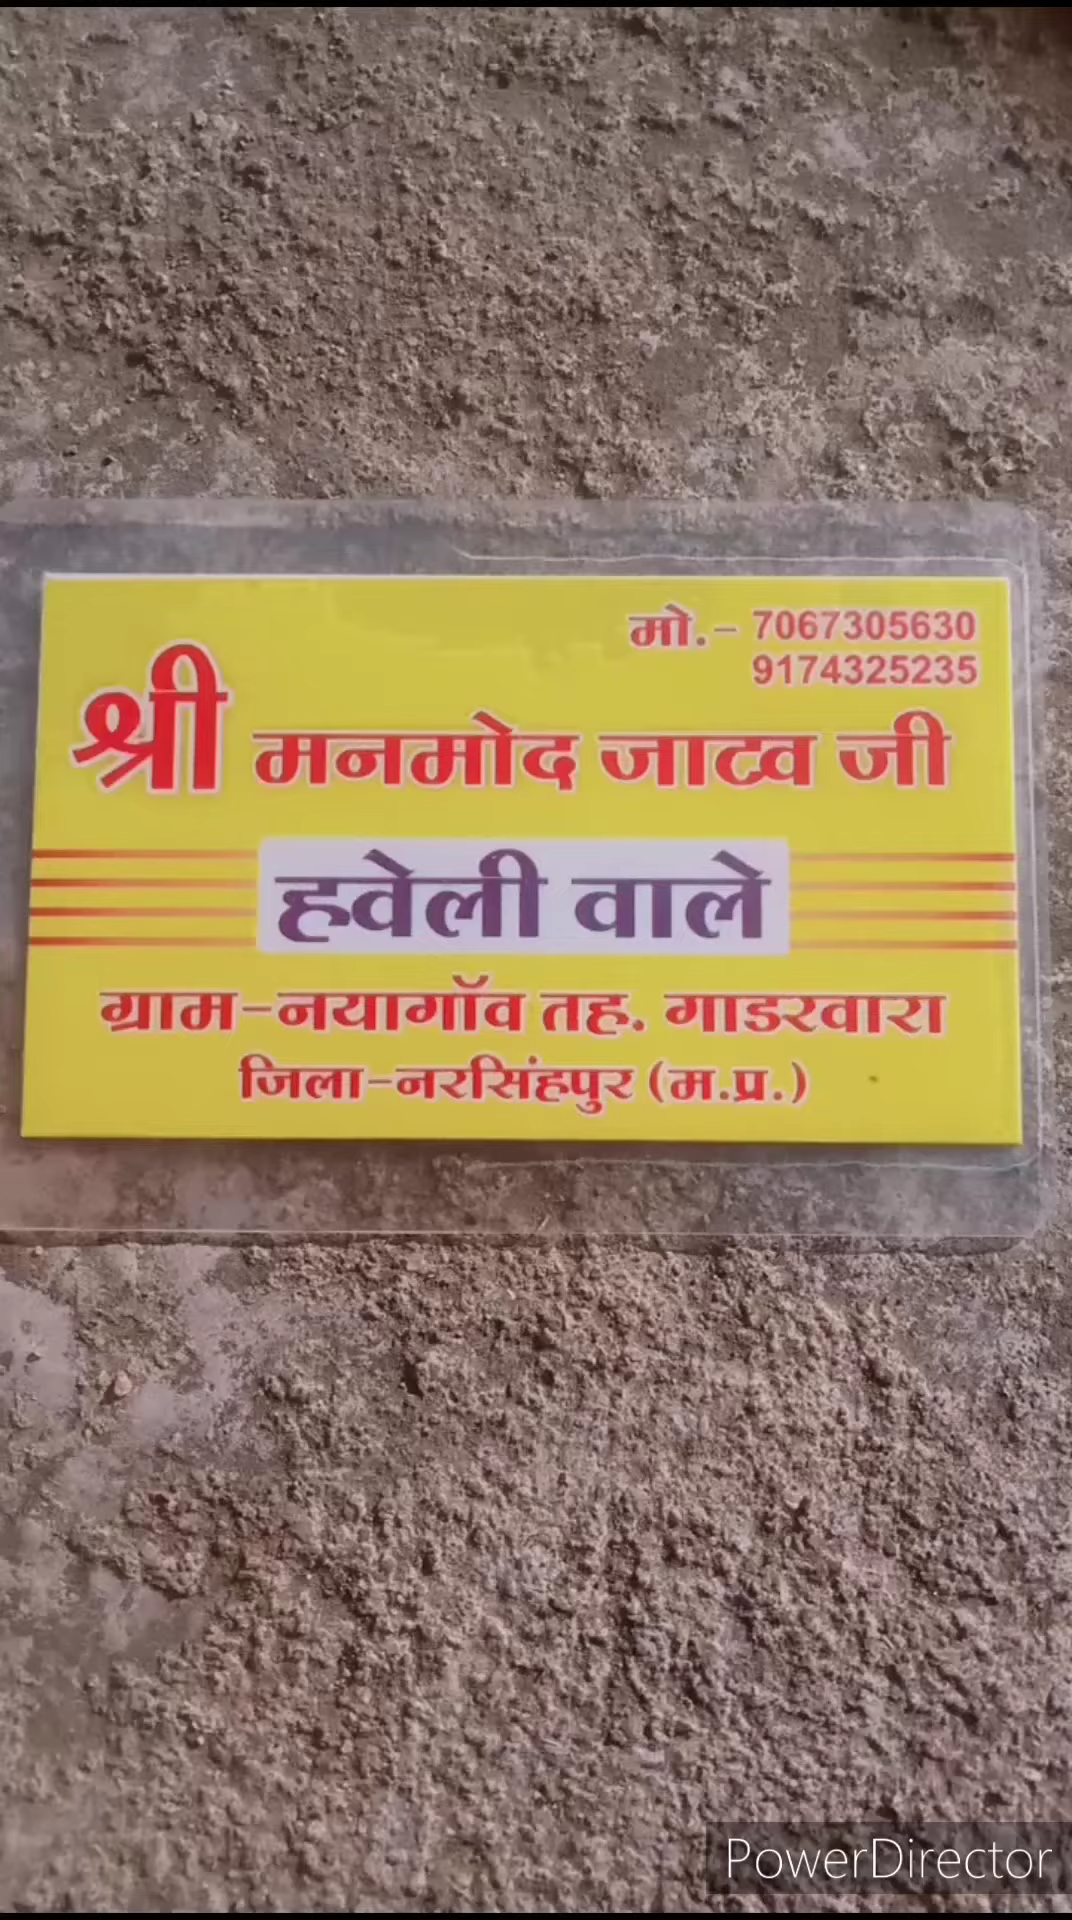 मो.- 7067305630
9174325235
श्री मनमोद जाटव जी
हवेली वाले
ग्राम-नयागॉव तह. गाडरवारा
जिला-नरसिंहपुर (म.प्र.)
PowerDirector